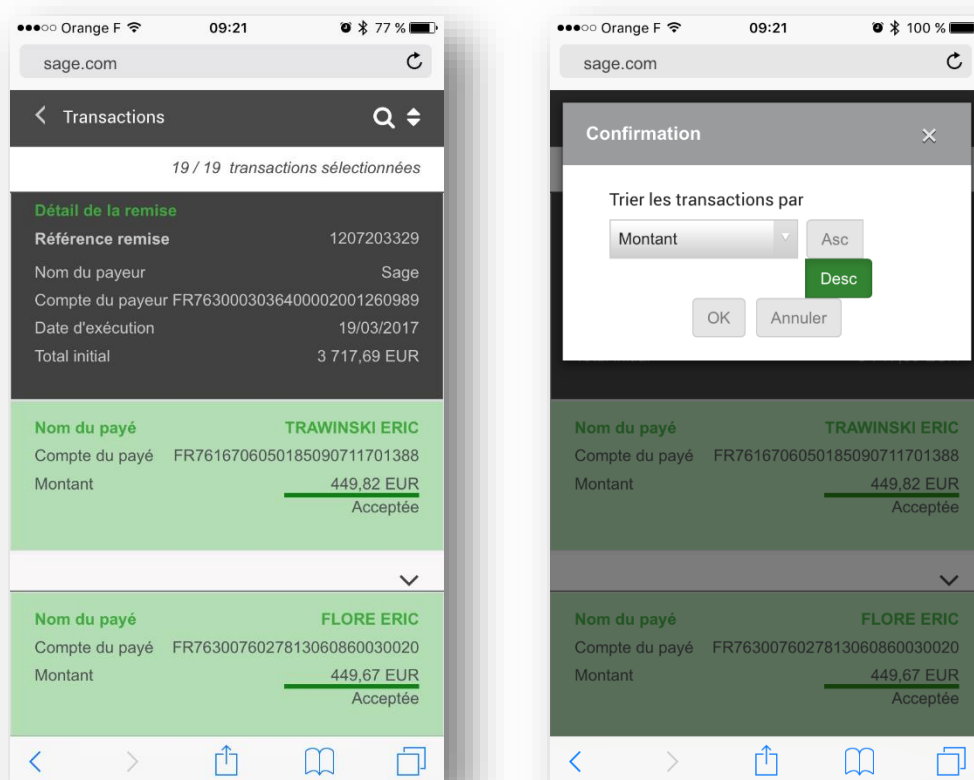 Orange F 09:21 77 %
sage.com
Transactions
19 / 19 transactions sélectionnées
Détail de la remise
Référence remise 1207203329
Nom du payeur Sage
Compte du payeur FR7630003036400002001260989
Date d'exécution 19/03/2017
Total initial 3 717,69 EUR
Nom du payé TRAWINSKI ERIC
Compte du payé FR7616706050185090711701388
Montant 449,82 EUR
Acceptée
Nom du payé FLORE ERIC
Compte du payé FR7630076027813060860030020
Montant 449,67 EUR
Acceptée
Orange F 09:21 100 %
sage.com
Confirmation ×
Trier les transactions par
Montant Asc
Desc
OK Annuler
Nom du payé TRAWINSKI ERIC
Compte du payé FR7616706050185090711701388
Montant 449,82 EUR
Acceptée
Nom du payé FLORE ERIC
Compte du payé FR7630076027813060860030020
Montant 449,67 EUR
Acceptée